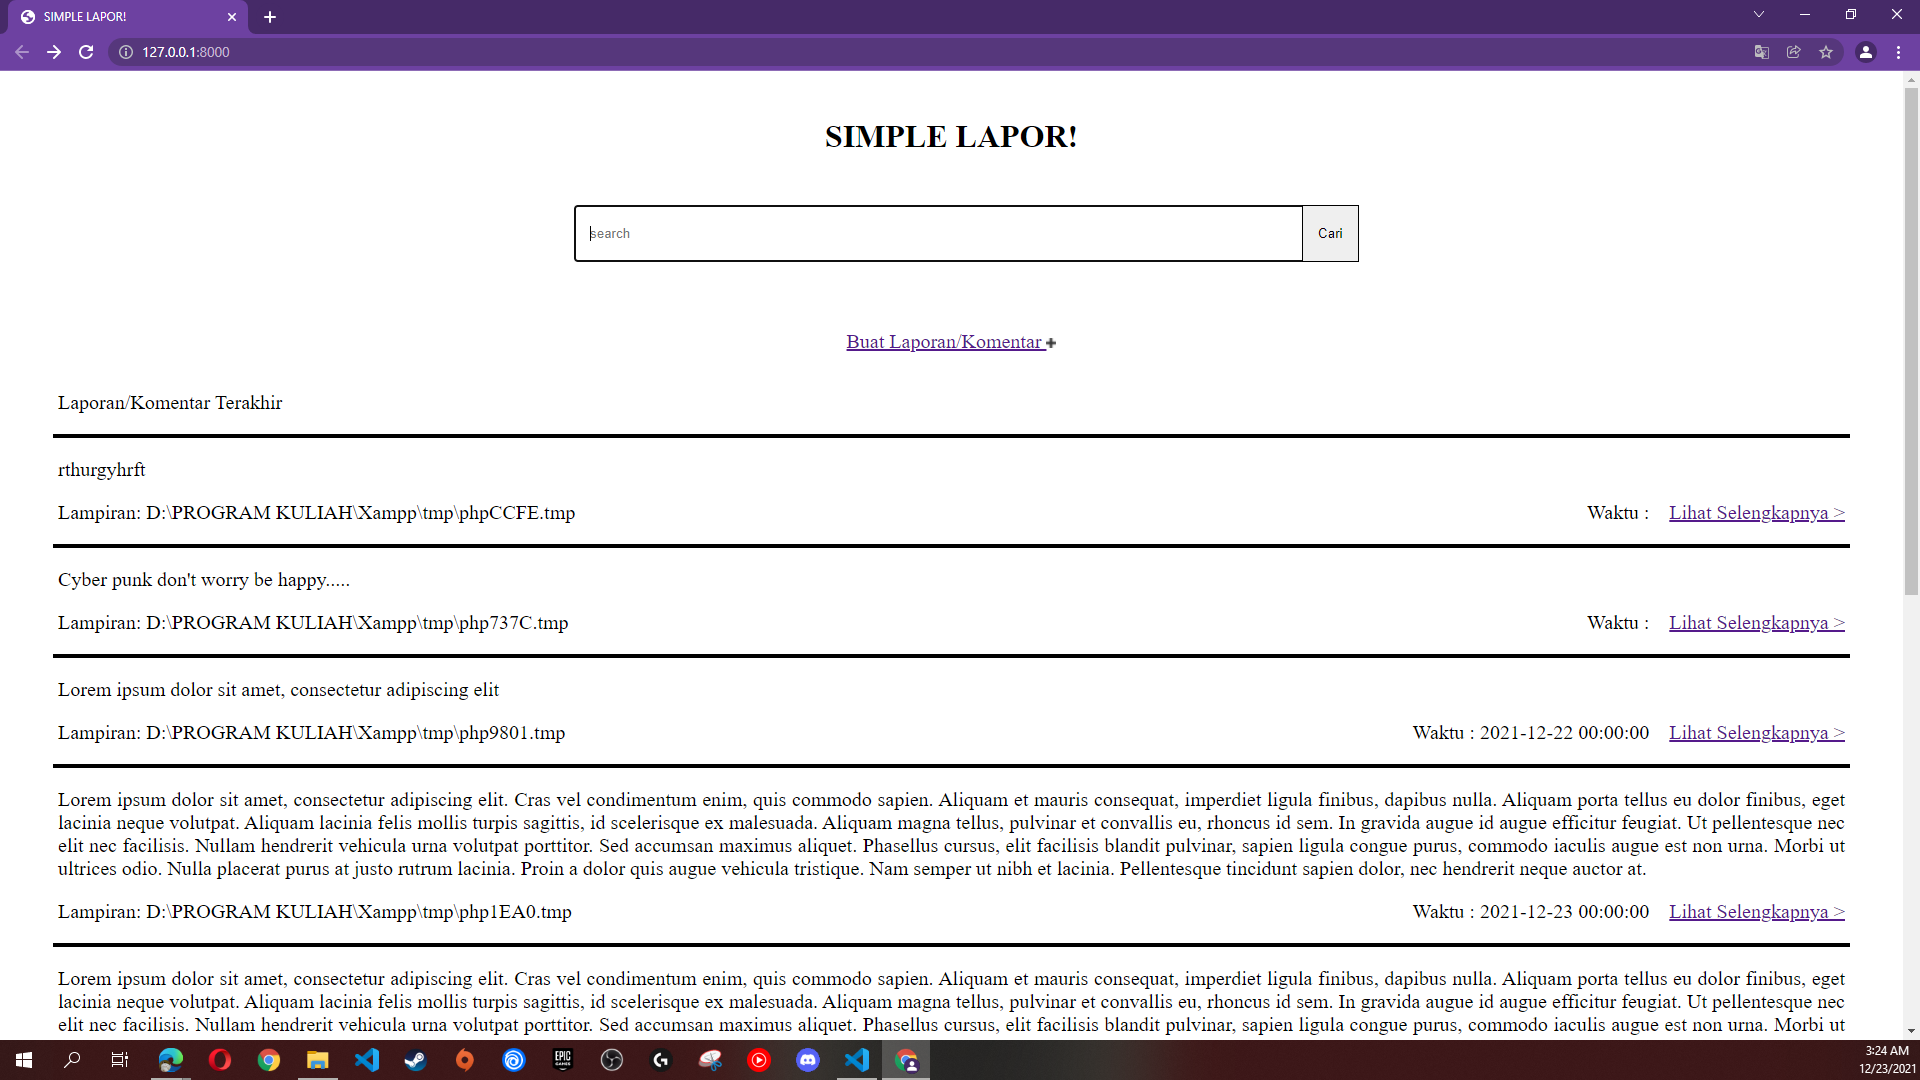 SIMPLE LAPOR!
127.0.0.1:8000
SIMPLE LAPOR!
search
Cari
Buat Laporan/Komentar
Laporan/Komentar Terakhir
rthurgyhrft
Lampiran: D:\PROGRAM KULIAH\Xampp\tmp\phpCCFE.tmp Waktu : Lihat Selengkapnya >
Cyber punk don't worry be happy.....
Lampiran: D:\PROGRAM KULIAH\Xampp\tmp\php737C.tmp Waktu : Lihat Selengkapnya >
Lorem ipsum dolor sit amet, consectetur adipiscing elit
Lampiran: D:\PROGRAM KULIAH\Xampp\tmp\php9801.tmp Waktu : 2021-12-22 00:00:00 Lihat Selengkapnya >
Lorem ipsum dolor sit amet, consectetur adipiscing elit. Cras vel condimentum enim, quis commodo sapien. Aliquam et mauris consequat, imperdiet ligula finibus, dapibus nulla. Aliquam porta tellus eu dolor finibus, eget
lacinia neque volutpat. Aliquam lacinia felis mollis turpis sagittis, id scelerisque ex malesuada. Aliquam magna tellus, pulvinar et convallis eu, rhoncus id sem. In gravida augue id augue efficitur feugiat. Ut pellentesque nec
elit nec facilisis. Nullam hendrerit vehicula urna volutpat porttitor. Sed accumsan maximus aliquet. Phasellus cursus, elit facilisis blandit pulvinar, sapien ligula congue purus, commodo iaculis augue est non urna. Morbi ut
ultrices odio. Nulla placerat purus at justo rutrum lacinia. Proin a dolor quis augue vehicula tristique. Nam semper ut nibh et lacinia. Pellentesque tincidunt sapien dolor, nec hendrerit neque auctor at.
Lampiran: D:\PROGRAM KULIAH\Xampp\tmp\php1EA0.tmp Waktu : 2021-12-23 00:00:00 Lihat Selengkapnya >
Lorem ipsum dolor sit amet, consectetur adipiscing elit. Cras vel condimentum enim, quis commodo sapien. Aliquam et mauris consequat, imperdiet ligula finibus, dapibus nulla. Aliquam porta tellus eu dolor finibus, eget
lacinia neque volutpat. Aliquam lacinia felis mollis turpis sagittis, id scelerisque ex malesuada. Aliquam magna tellus, pulvinar et convallis eu, rhoncus id sem. In gravida augue id augue efficitur feugiat. Ut pellentesque nec
elit nec facilisis. Nullam hendrerit vehicula urna volutpat porttitor. Sed accumsan maximus aliquet. Phasellus cursus, elit facilisis blandit pulvinar, sapien ligula congue purus, commodo iaculis augue est non urna. Morbi ut
EPIC
GAMES
3:24 AM
12/23/2021